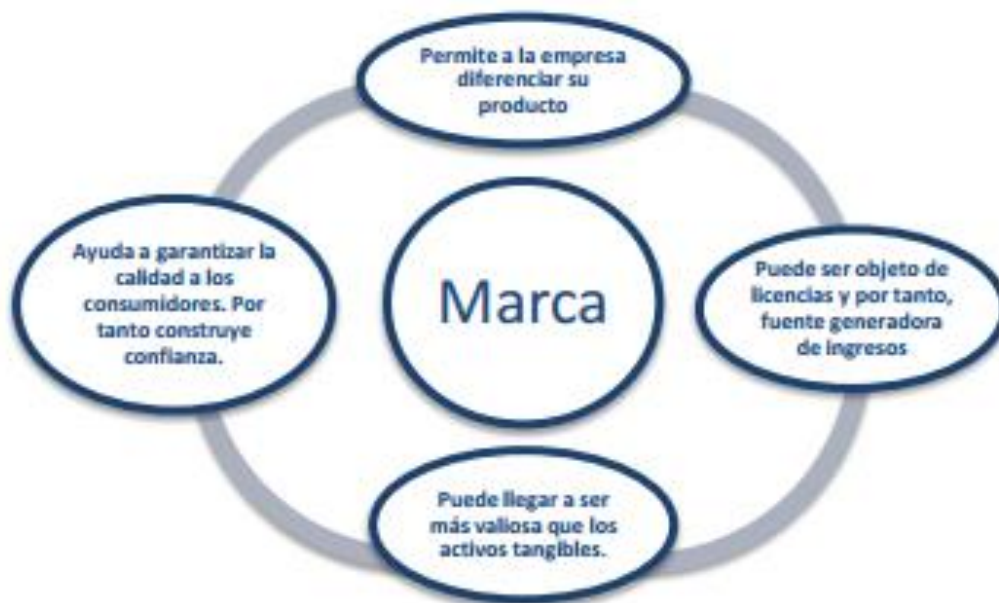 Permite a la empresa
diferenciar su
producto
Ayuda a garantizar la
calidad a los
consumidores. Por
tanto construye
confianza.
Marca
Puede ser objeto de
licencias y por tanto,
fuente generadora
de ingresos
Puede llegar a ser
más valiosa que los
activos tangibles.